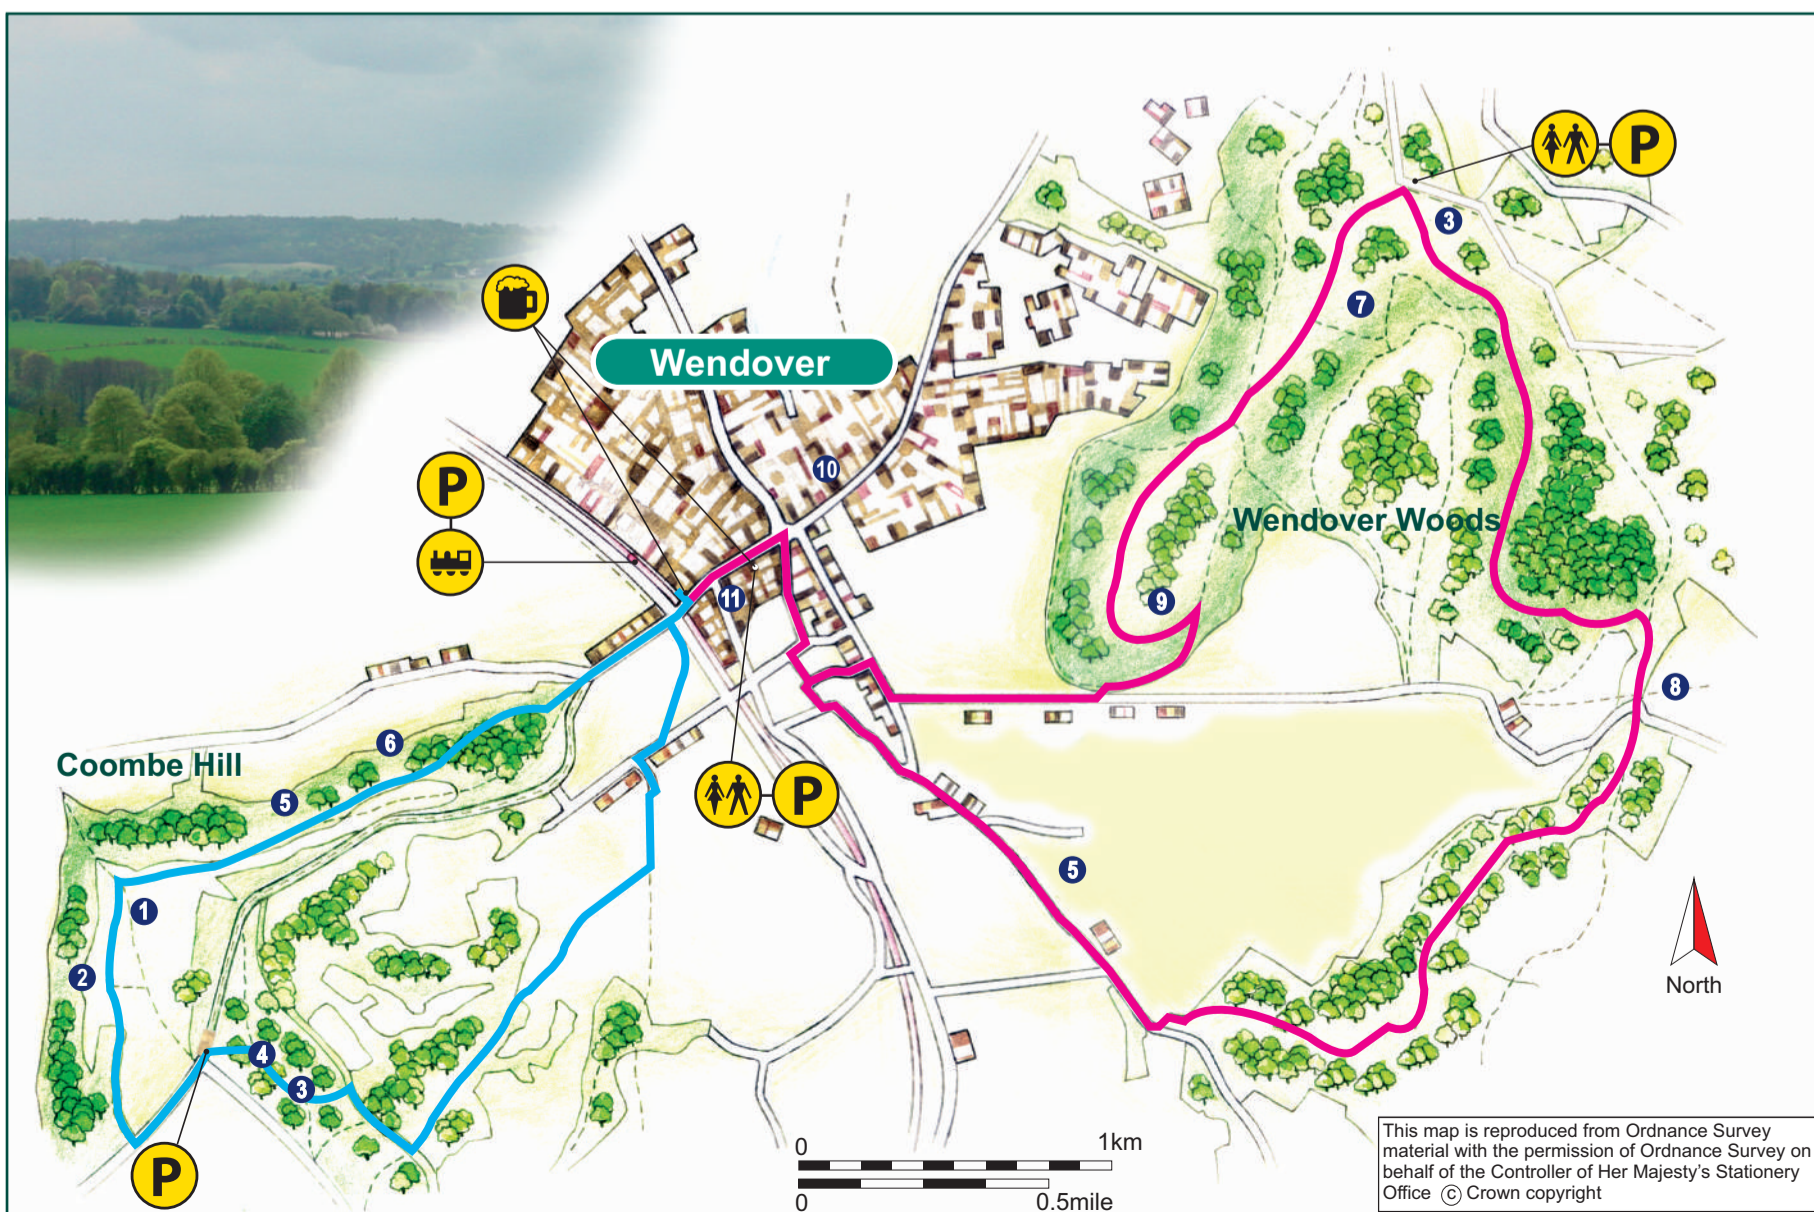 P
3
7
Wendover
10
P
Wendover Woods
11
9
8
6
Coombe Hill
5
P
5
1
2
North
4
3
P
0 1km
0 0.5mile
This map is reproduced from Ordnance Survey
material with the permission of Ordnance Survey on
behalf of the Controller of Her Majesty's Stationery
Office © Crown copyright